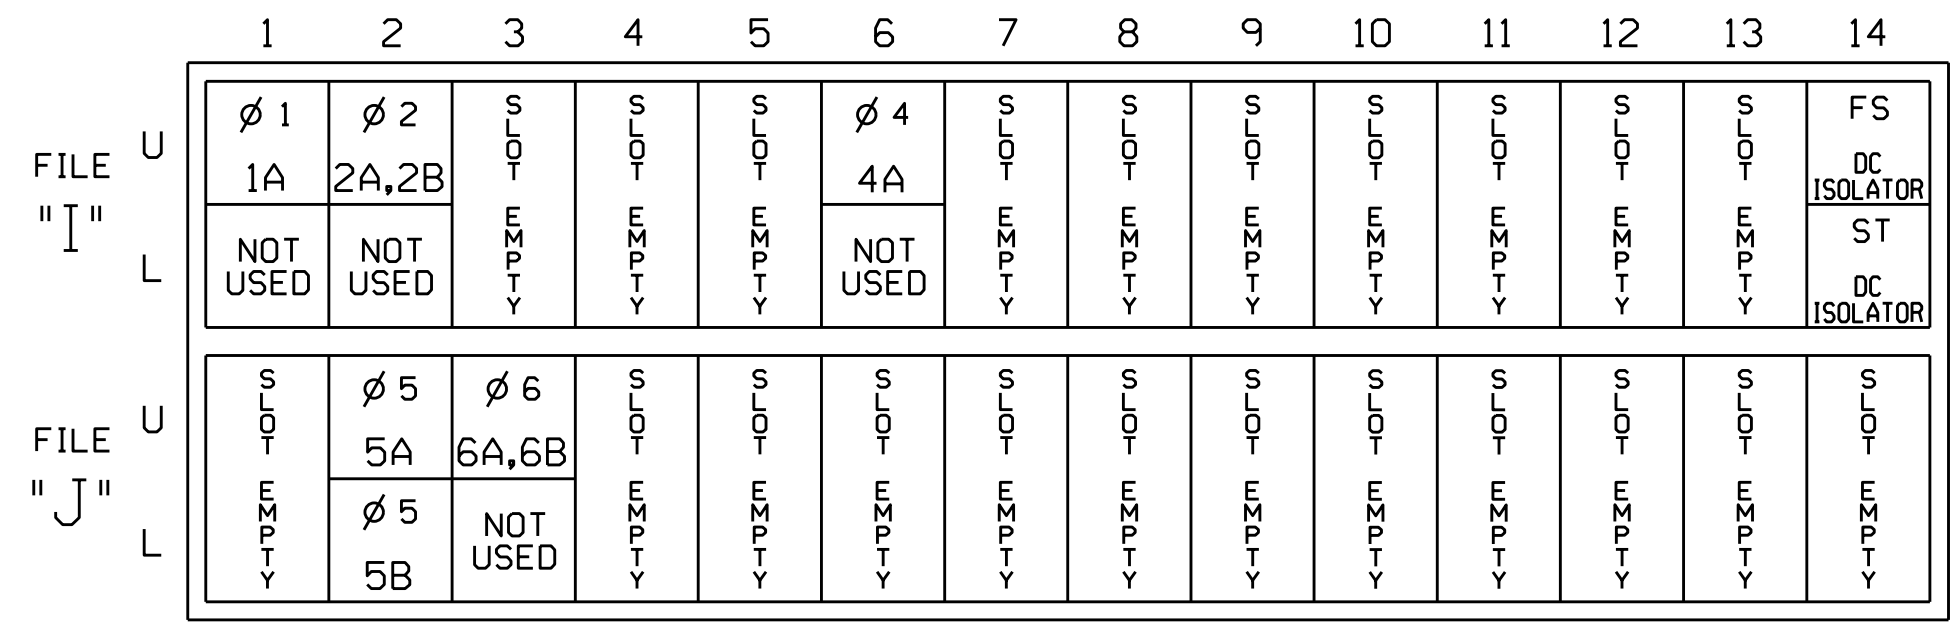 1 2 3 4 5 6 7 8 9 10 11 12 13 14
FILE
"I"
U
L
Ø 1
1A
NOT
USED
Ø 2
2A,2B
NOT
USED
SLOT EMPTY
SLOT EMPTY
SLOT EMPTY
Ø 4
4A
NOT
USED
SLOT EMPTY
SLOT EMPTY
SLOT EMPTY
SLOT EMPTY
SLOT EMPTY
SLOT EMPTY
SLOT EMPTY
FS
DC
ISOLATOR
ST
DC
ISOLATOR
FILE
"J"
U
L
SLOT EMPTY
Ø 5
5A
Ø 5
5B
Ø 6
6A,6B
NOT
USED
SLOT EMPTY
SLOT EMPTY
SLOT EMPTY
SLOT EMPTY
SLOT EMPTY
SLOT EMPTY
SLOT EMPTY
SLOT EMPTY
SLOT EMPTY
SLOT EMPTY
SLOT EMPTY